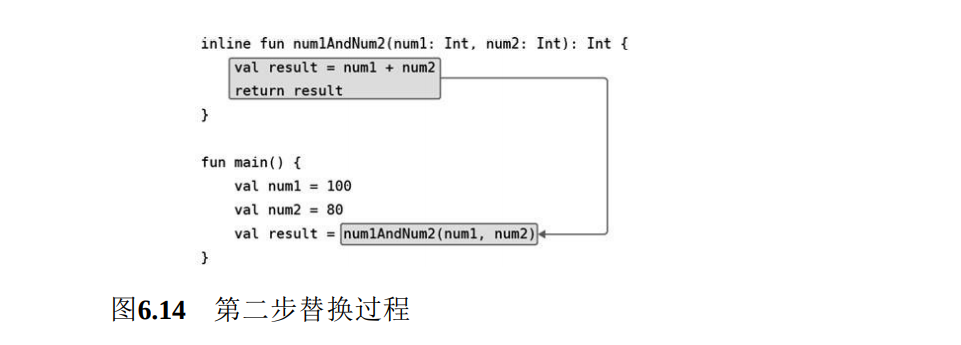 inline fun num1AndNum2(num1: Int, num2: Int): Int {
    val result = num1 + num2
    return result
}
fun main() {
    val num1 = 100
    val num2 = 80
    val result = num1AndNum2(num1, num2)
}
图6.14 第二步替换过程